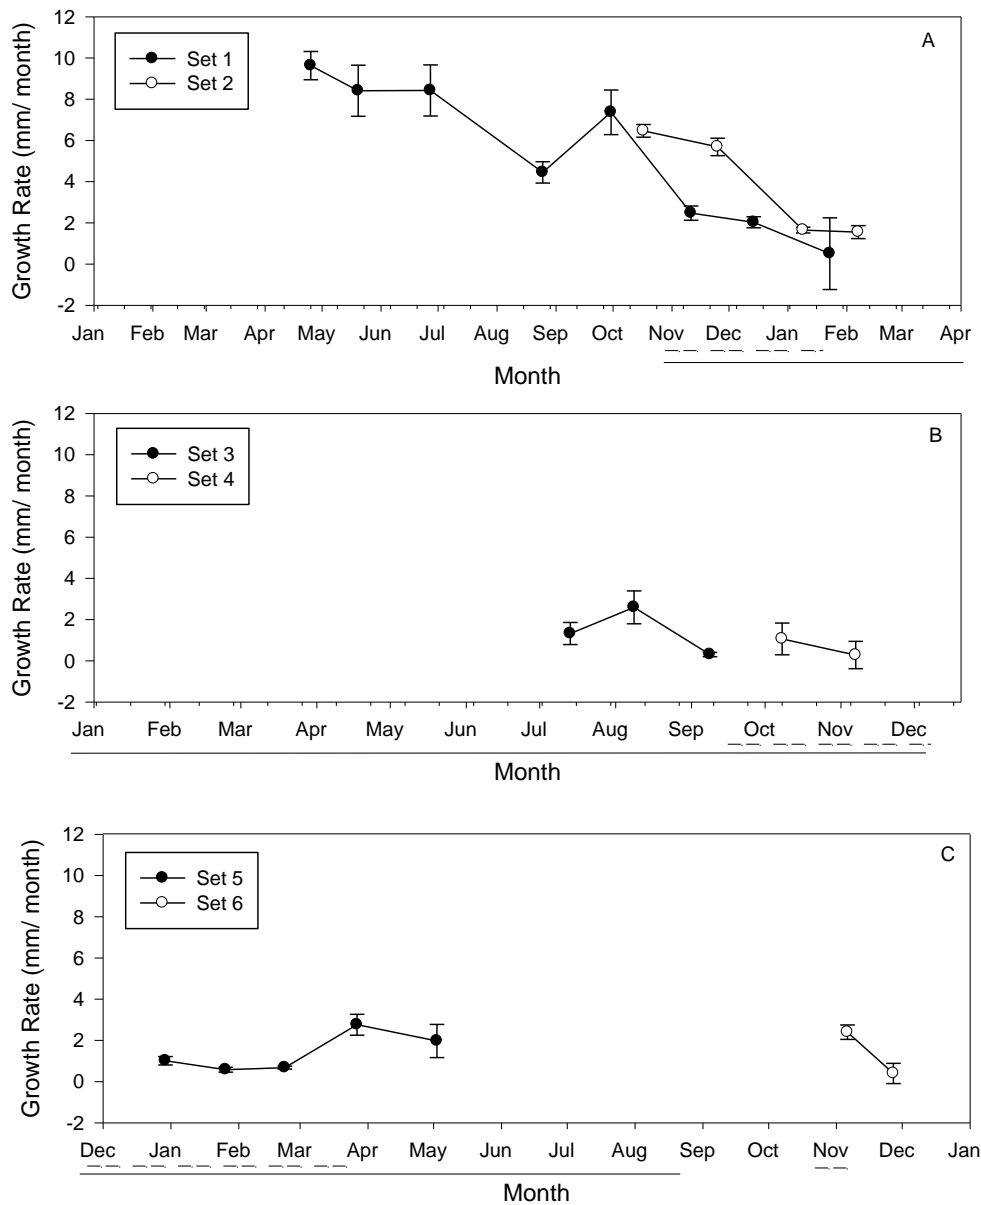 12
10
8
6
4
2
0
-2
Growth Rate (mm/ month)
Set 1
Set 2
A
Jan Feb Mar Apr May Jun Jul Aug Sep Oct Nov Dec Jan Feb Mar Apr
Month
12
10
8
6
4
2
0
-2
Growth Rate (mm/ month)
Set 3
Set 4
B
Jan Feb Mar Apr May Jun Jul Aug Sep Oct Nov Dec
Month
12
10
8
6
4
2
0
-2
Growth Rate (mm/ month)
Set 5
Set 6
C
Dec Jan Feb Mar Apr May Jun Jul Aug Sep Oct Nov Dec Jan
Month